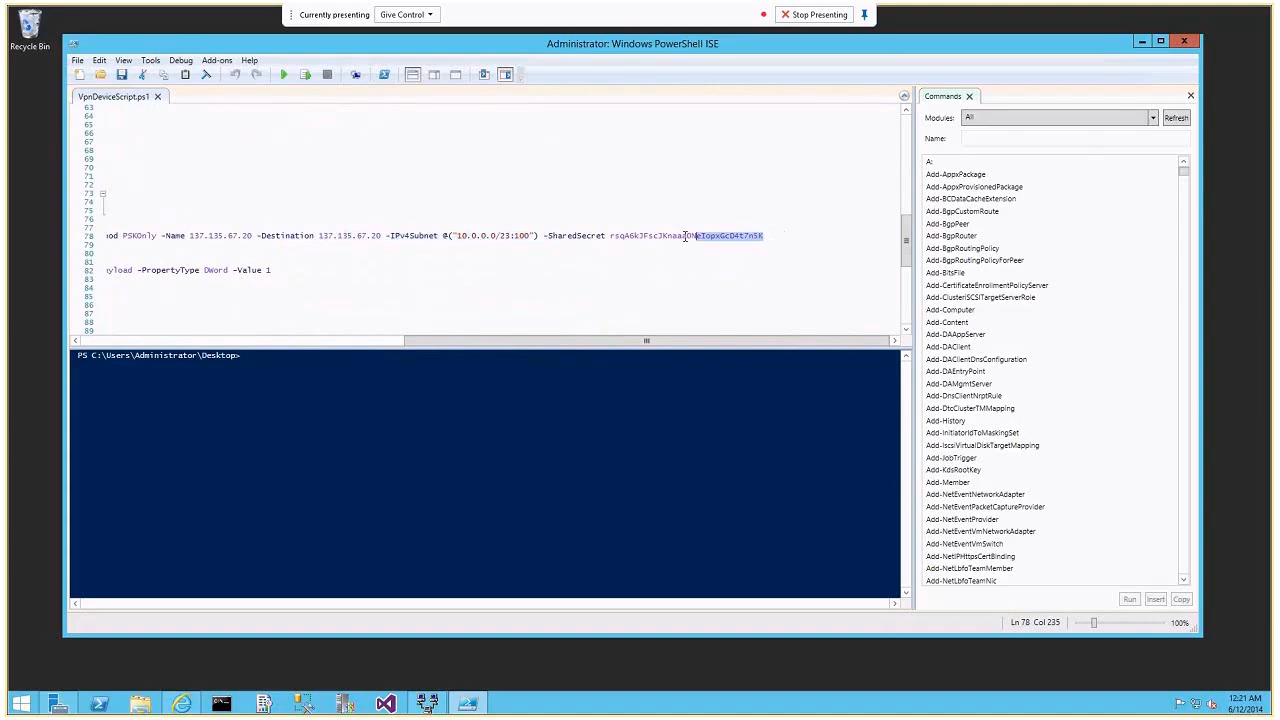 Currently presenting
Give Control
Stop Presenting
Recycle Bin
Administrator: Windows PowerShell ISE
File Edit View Tools Debug Add-ons Help
VpnDeviceScript.ps1
63
64
65
66
67
68
69
70
71
72
73
74
75
76
77
78 od PSKOnly -Name 137.135.67.20 -Destination 137.135.67.20 -IPv4Subnet @("10.0.0.0/23:100") -SharedSecret
79
80
81
82 yload -PropertyType DWord -Value 1
83
84
85
86
87
88
89
PS C:\Users\Administrator\Desktop>
Commands
Modules: All Refresh
Name:
A:
Add-AppxPackage
Add-AppxProvisionedPackage
Add-BCDataCacheExtension
Add-BgpCustomRoute
Add-BgpPeer
Add-BgpRouter
Add-BgpRoutingPolicy
Add-BgpRoutingPolicyForPeer
Add-BitsFile
Add-CertificateEnrollmentPolicyServer
Add-ClusteriSCSITargetServerRole
Add-Computer
Add-Content
Add-DAAppServer
Add-DAClient
Add-DAClientDnsConfiguration
Add-DAEntryPoint
Add-DAMgmtServer
Add-DnsClientNrptRule
Add-DtcClusterTMMapping
Add-History
Add-InitiatorIdToMaskingSet
Add-IscsiVirtualDiskTargetMapping
Add-JobTrigger
Add-KdsRootKey
Add-Member
Add-NetEventNetworkAdapter
Add-NetEventPacketCaptureProvider
Add-NetEventProvider
Add-NetEventVmNetworkAdapter
Add-NetEventVmSwitch
Add-NetIPHttpsCertBinding
Add-NetLbfoTeamMember
Add-NetLbfoTeamNic
Run Insert Copy
Ln 78 Col 235
100%
12:21 AM
6/12/2014